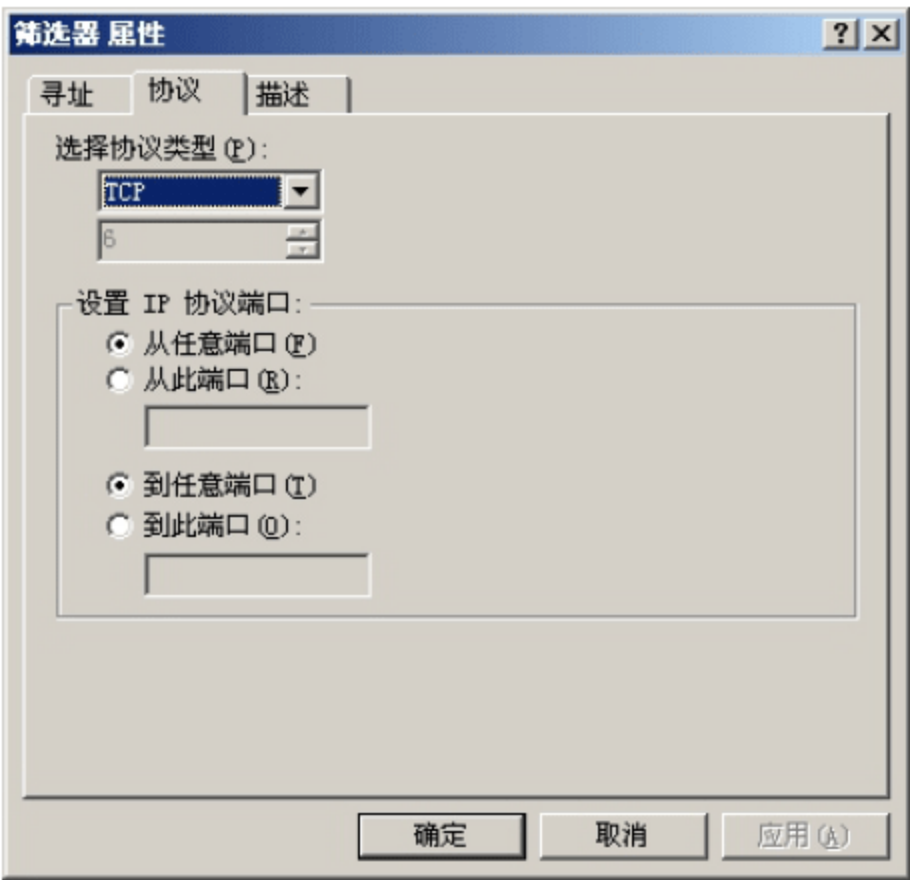 筛选器 属性
寻址 协议 描述
选择协议类型(P):
TCP
6
设置 IP 协议端口:
从任意端口(F)
从此端口(R):
到任意端口(T)
到此端口(O):
确定 取消 应用(A)